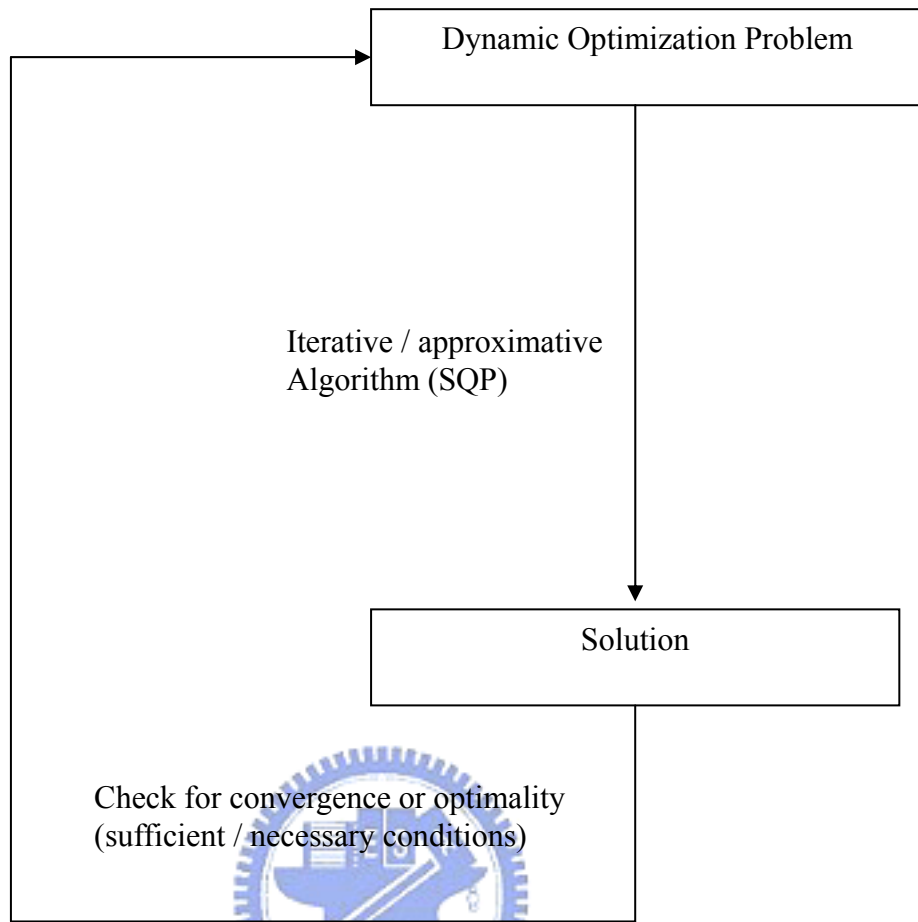 Dynamic Optimization Problem
Iterative / approximative
Algorithm (SQP)
Solution
Check for convergence or optimality
(sufficient / necessary conditions)